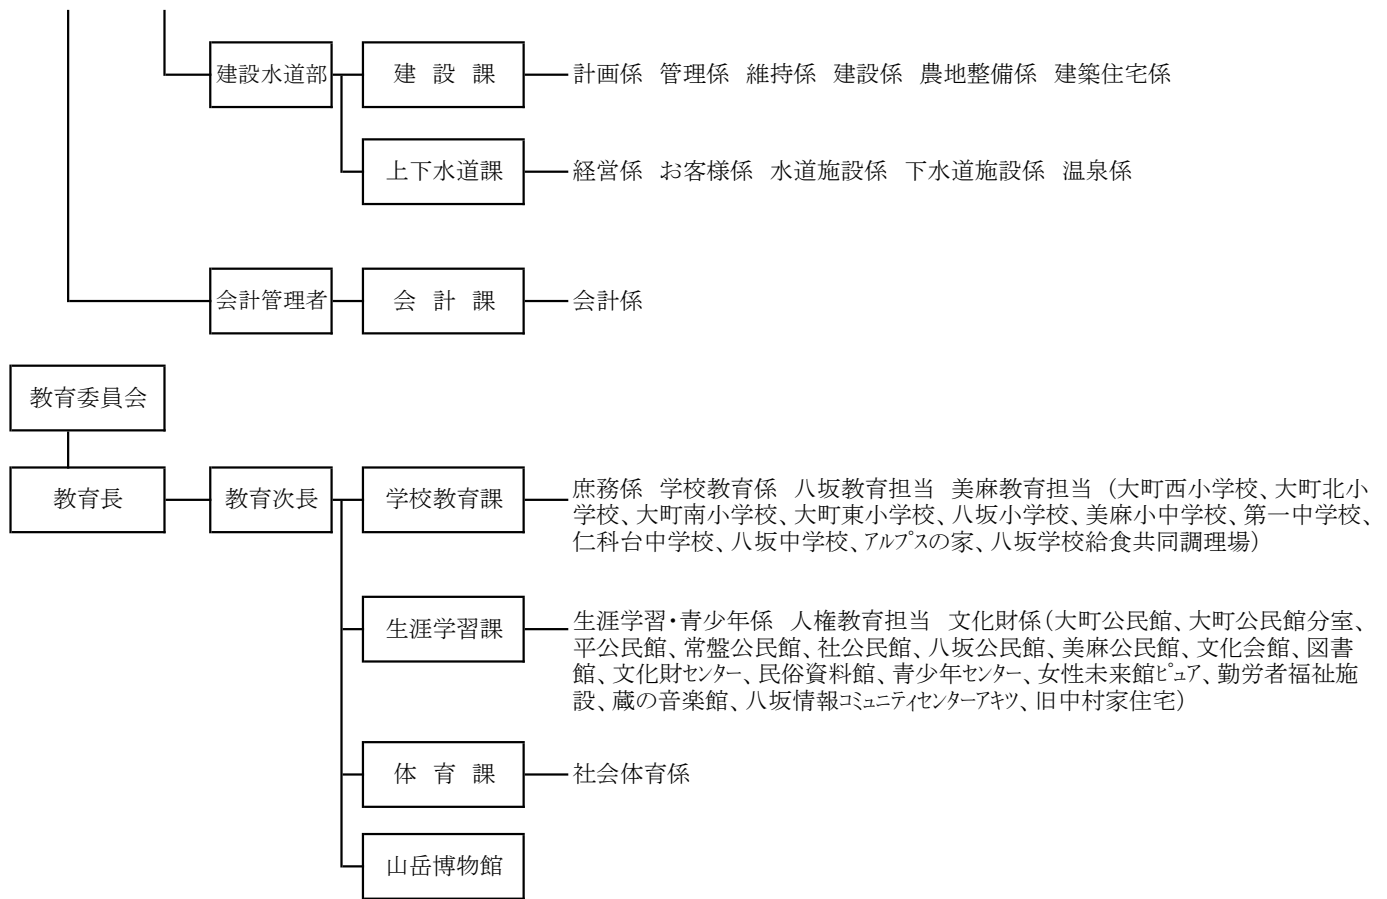 建設水道部 建　設　課 計画係　管理係　維持係　建設係　農地整備係　建築住宅係
上下水道課 経営係　お客様係　水道施設係　下水道施設係　温泉係
会計管理者 会　計　課 会計係
教育委員会
教育長 教育次長 学校教育課 庶務係　学校教育係　八坂教育担当　美麻教育担当　（大町西小学校、大町北小
学校、大町南小学校、大町東小学校、八坂小学校、美麻小中学校、第一中学校、
仁科台中学校、八坂中学校、アルプスの家、八坂学校給食共同調理場）
生涯学習課 生涯学習・青少年係　人権教育担当　文化財係（大町公民館、大町公民館分室、
平公民館、常盤公民館、社公民館、八坂公民館、美麻公民館、文化会館、図書
館、文化財センター、民俗資料館、青少年センター、女性未来館ピュア、勤労者福祉施
設、蔵の音楽館、八坂情報コミュニティセンターアキツ、旧中村家住宅）
体　育　課 社会体育係
山岳博物館